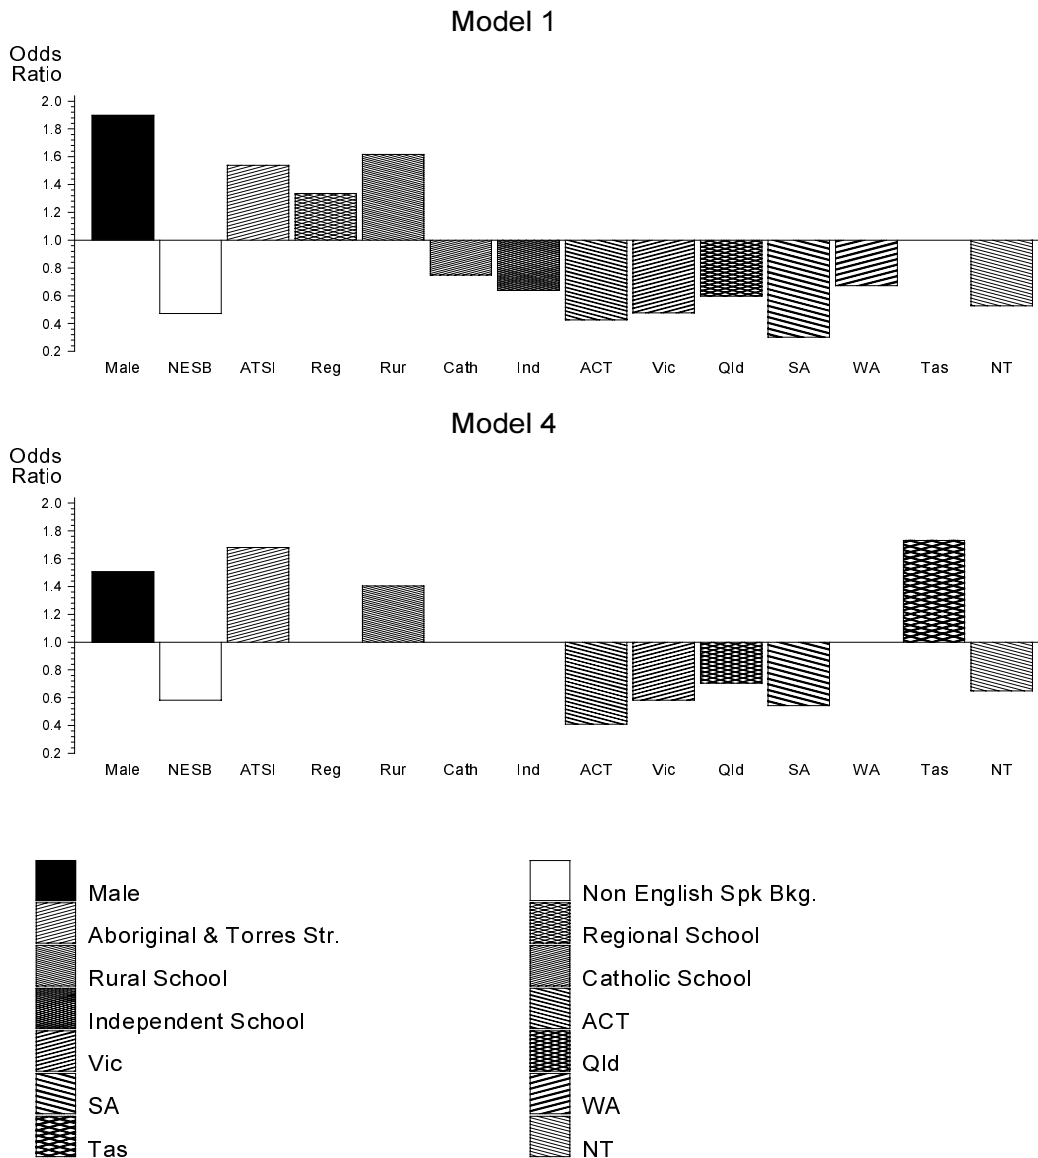 Model 1
Odds
Ratio
2.0
1.8
1.6
1.4
1.2
1.0
0.8
0.6
0.4
0.2
Male NESB ATSI Reg Rur Cath Ind ACT Vic Qld SA WA Tas NT
Model 4
Odds
Ratio
2.0
1.8
1.6
1.4
1.2
1.0
0.8
0.6
0.4
0.2
Male NESB ATSI Reg Rur Cath Ind ACT Vic Qld SA WA Tas NT
Male Non English Spk Bkg.
Aboriginal & Torres Str. Regional School
Rural School Catholic School
Independent School ACT
Vic Qld
SA WA
Tas NT